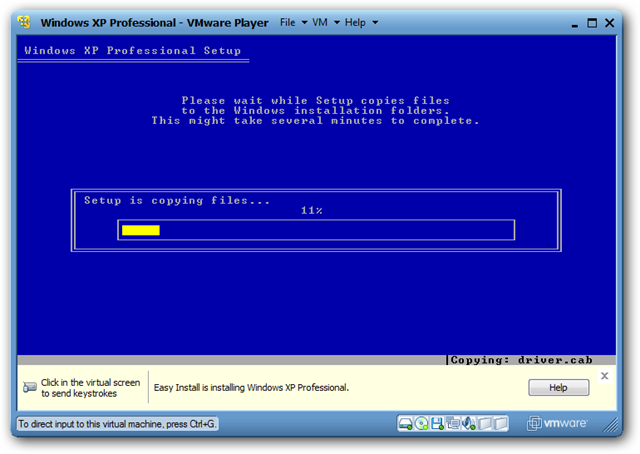 Windows XP Professional - VMware Player File VM Help
Windows XP Professional Setup
Please wait while Setup copies files
to the Windows installation folders.
This might take several minutes to complete.
Setup is copying files...
11%
Copying: driver.cab
Click in the virtual screen
to send keystrokes
Easy Install is installing Windows XP Professional.
Help
To direct input to this virtual machine, press Ctrl+G.
vmware